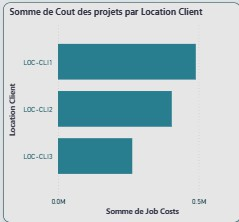 Somme de Cout des projets par Location Client
Location Client
LOC-CLI1
LOC-CLI2
LOC-CLI3
0.0M
0.5M
Somme de Job Costs